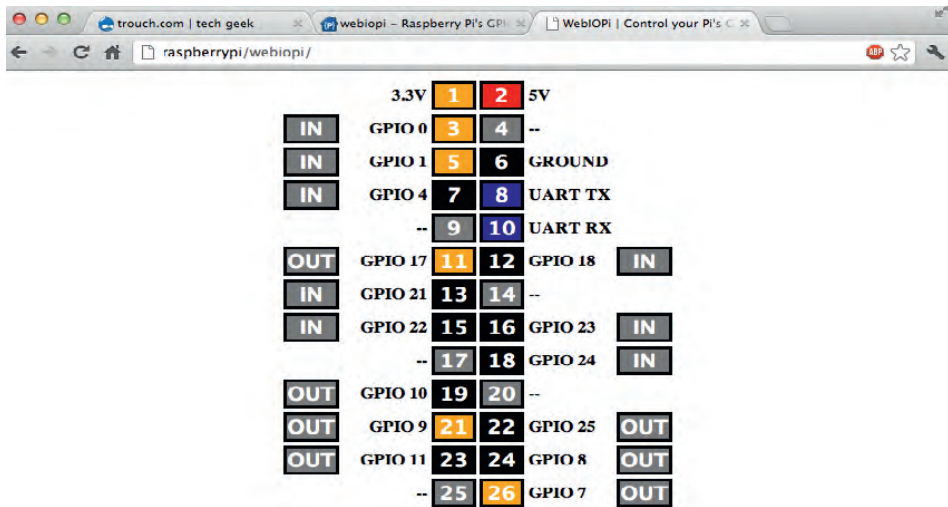 trouch.com | tech geek
webiopi – Raspberry Pi's GPI
WebIOPi | Control your Pi's G
raspberrypi/webiopi/
ABP
3.3V 1 2 5V
IN GPIO 0 3 4 --
IN GPIO 1 5 6 GROUND
IN GPIO 4 7 8 UART TX
-- 9 10 UART RX
OUT GPIO 17 11 12 GPIO 18 IN
IN GPIO 21 13 14 --
IN GPIO 22 15 16 GPIO 23 IN
-- 17 18 GPIO 24 IN
OUT GPIO 10 19 20 --
OUT GPIO 9 21 22 GPIO 25 OUT
OUT GPIO 11 23 24 GPIO 8 OUT
-- 25 26 GPIO 7 OUT